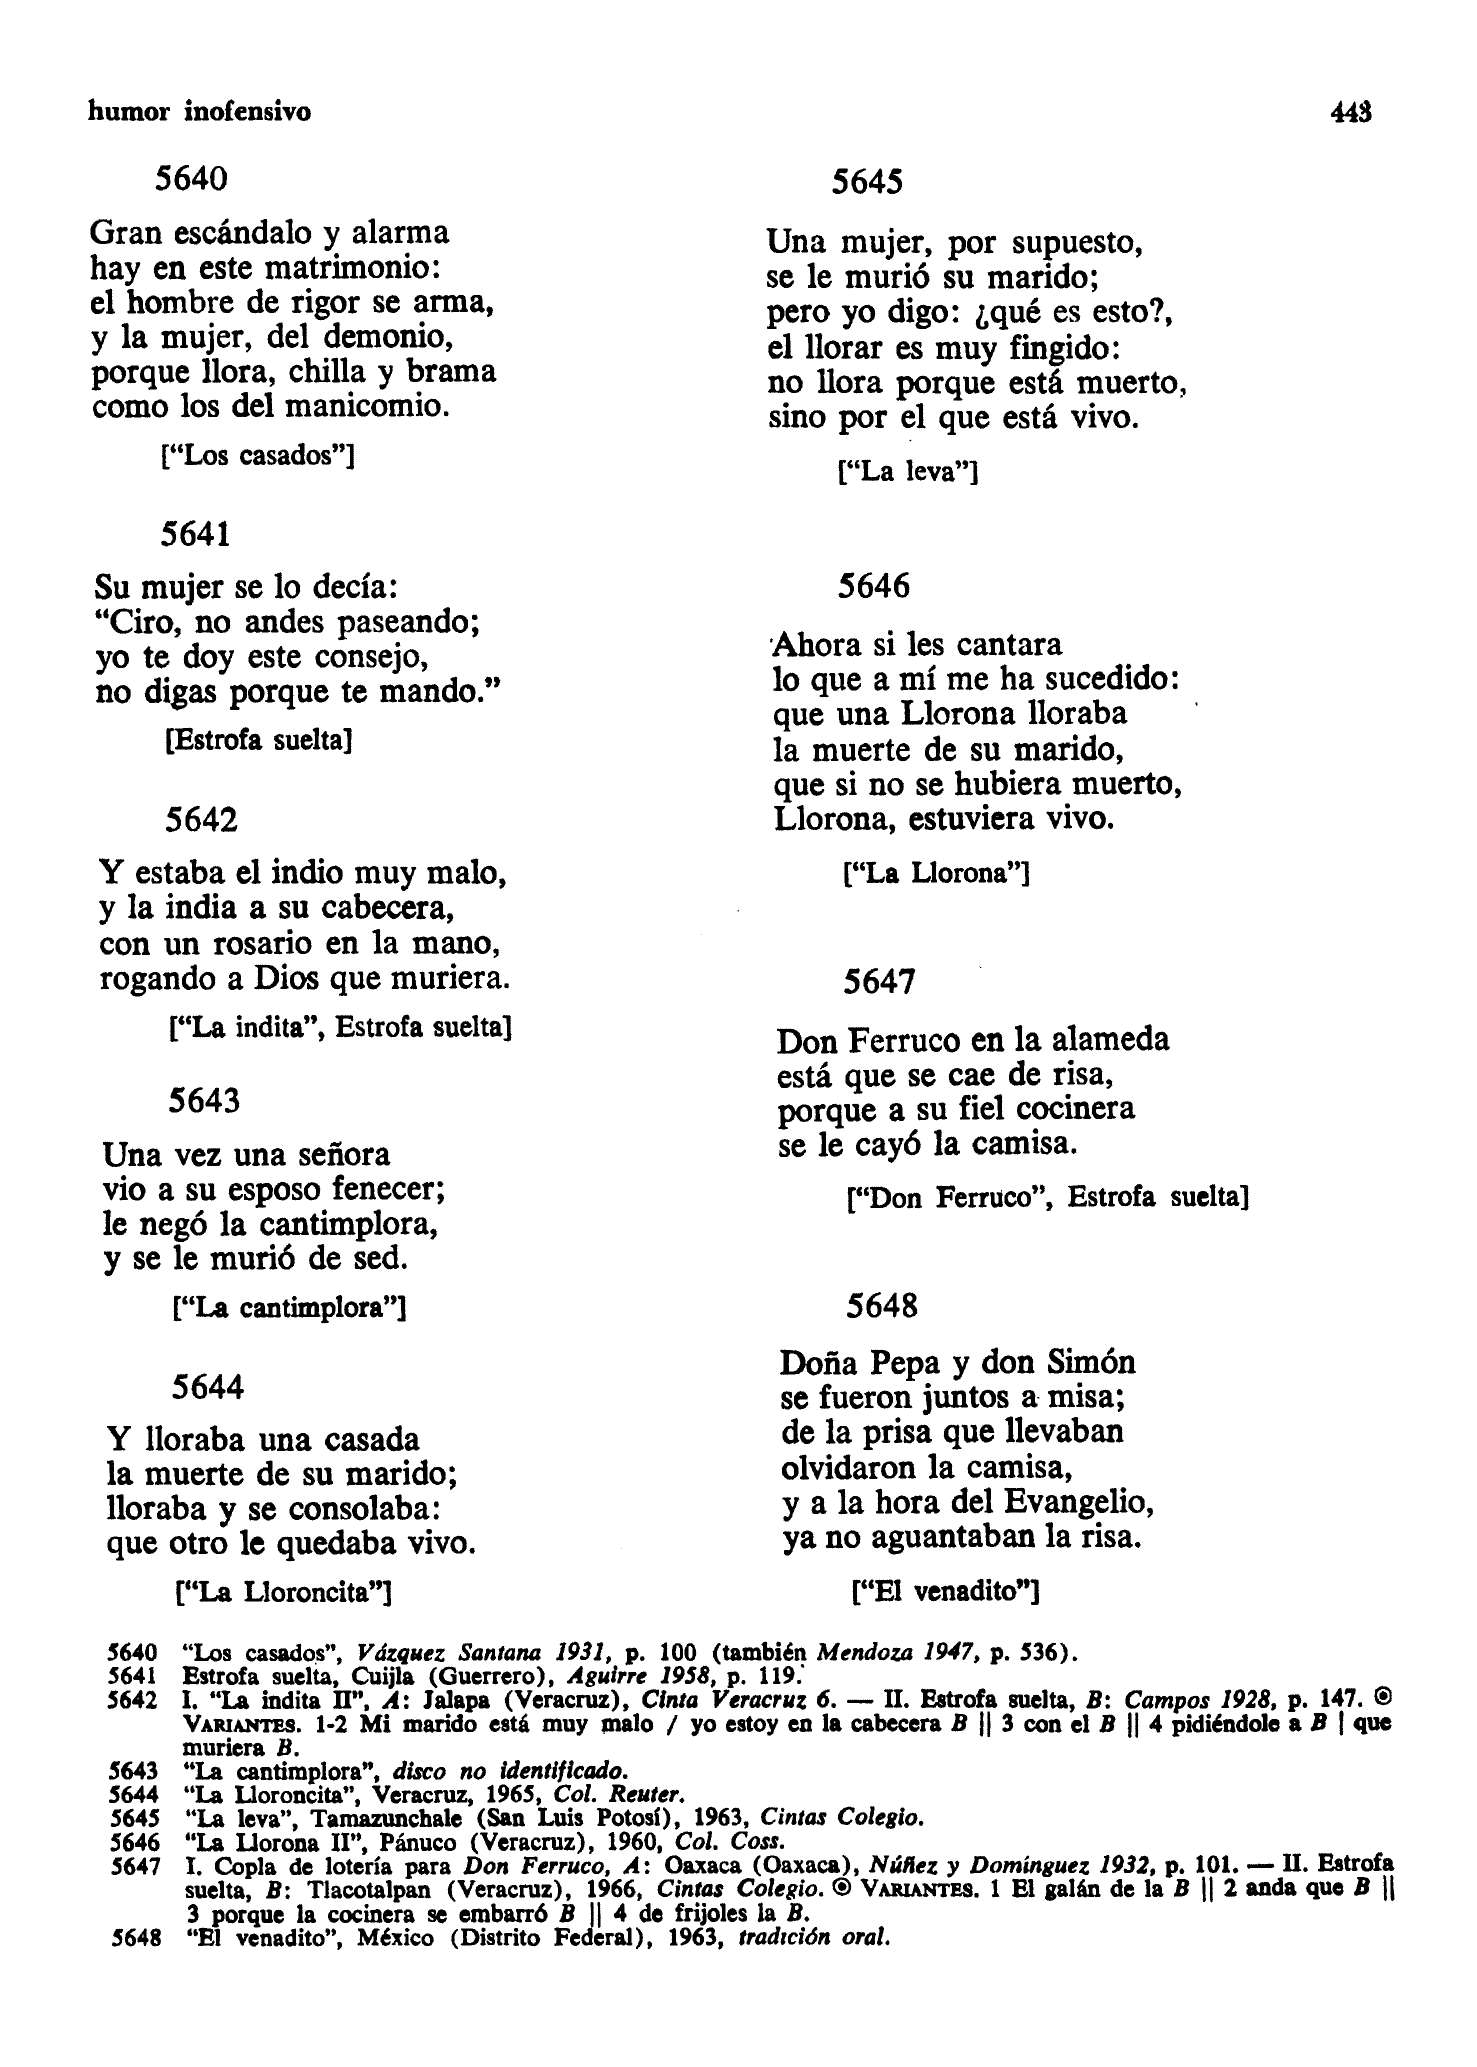 humor inofensivo 443
5640
Gran escándalo y alarma
hay en este matrimonio:
el hombre de rigor se arma,
y la mujer, del demonio,
porque llora, chilla y brama
como los del manicomio.
[“Los casados”]
5641
Su mujer se lo decía:
“Ciro, no andes paseando;
yo te doy este consejo,
no digas porque te mando.”
[Estrofa suelta]
5642
Y estaba el indio muy malo,
y la india a su cabecera,
con un rosario en la mano,
rogando a Dios que muriera.
[“La indita”, Estrofa suelta]
5643
Una vez una señora
vio a su esposo fenecer;
le negó la cantimplora,
y se le murió de sed.
[“La cantimplora”]
5644
Y lloraba una casada
la muerte de su marido;
lloraba y se consolaba:
que otro le quedaba vivo.
[“La Lloroncita”]
5645
Una mujer, por supuesto,
se le murió su marido;
pero yo digo: ¿qué es esto?,
el llorar es muy fingido:
no llora porque está muerto,
sino por el que está vivo.
[“La leva”]
5646
Ahora si les cantara
lo que a mí me ha sucedido:
que una Llorona lloraba
la muerte de su marido,
que si no se hubiera muerto,
Llorona, estuviera vivo.
[“La Llorona”]
5647
Don Ferruco en la alameda
está que se cae de risa,
porque a su fiel cocinera
se le cayó la camisa.
[“Don Ferruco”, Estrofa suelta]
5648
Doña Pepa y don Simón
se fueron juntos a misa;
de la prisa que llevaban
olvidaron la camisa,
y a la hora del Evangelio,
ya no aguantaban la risa.
[“El venadito”]
5640 “Los casados”, Vázquez Santana 1931, p. 100 (también Mendoza 1947, p. 536).
5641 Estrofa suelta, Cuijla (Guerrero), Aguirre 1958, p. 119.
5642 I. “La indita II”, A: Jalapa (Veracruz), Cinta Veracruz 6. — II. Estrofa suelta, B: Campos 1928, p. 147. ⊙
VARIANTES. 1-2 Mi marido está muy malo / yo estoy en la cabecera B || 3 con el B || 4 pidiéndole a B | que
muriera B.
5643 “La cantimplora”, disco no identificado.
5644 “La Lloroncita”, Veracruz, 1965, Col. Reuter.
5645 “La leva”, Tamazunchale (San Luis Potosí), 1963, Cintas Colegio.
5646 “La Llorona II”, Pánuco (Veracruz), 1960, Col. Coss.
5647 I. Copla de lotería para Don Ferruco, A: Oaxaca (Oaxaca), Núñez y Domínguez 1932, p. 101. — II. Estrofa
suelta, B: Tlacotalpan (Veracruz), 1966, Cintas Colegio. ⊙ VARIANTES. 1 El galán de la B || 2 anda que B ||
3 porque la cocinera se embarró B || 4 de frijoles la B.
5648 “El venadito”, México (Distrito Federal), 1963, tradición oral.